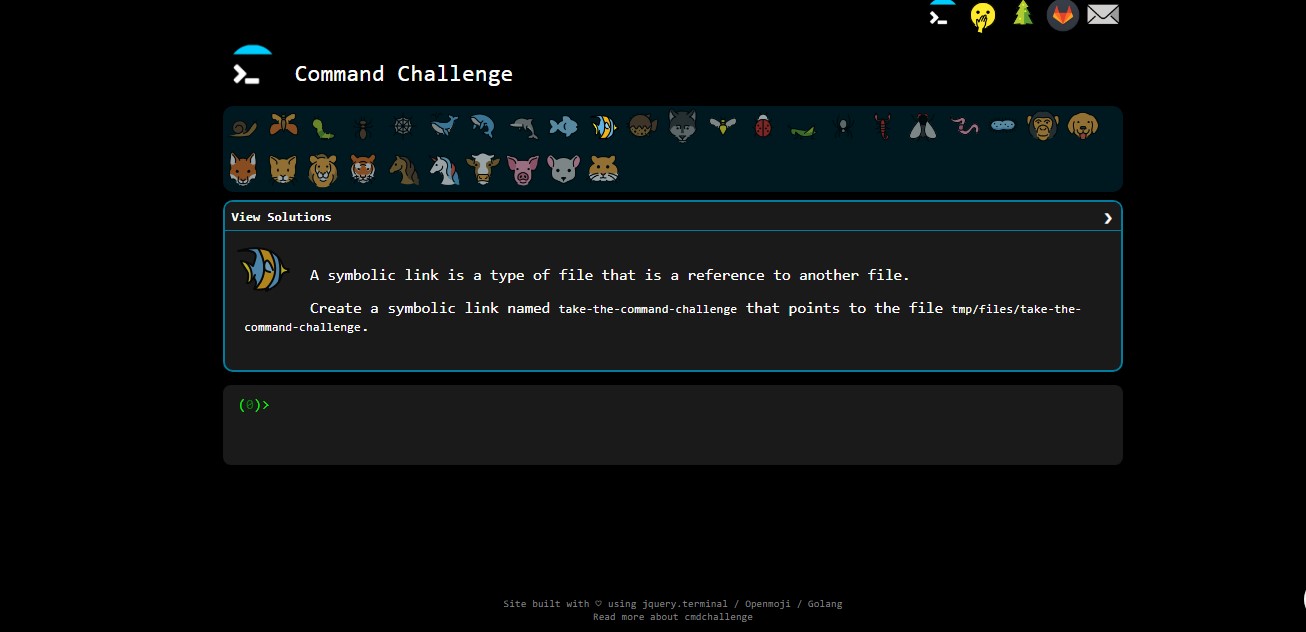 Command Challenge
View Solutions
A symbolic link is a type of file that is a reference to another file.
Create a symbolic link named take-the-command-challenge that points to the file tmp/files/take-the-
command-challenge.
(0)>
Site built with ♡ using jquery.terminal / Openmoji / Golang
Read more about cmdchallenge